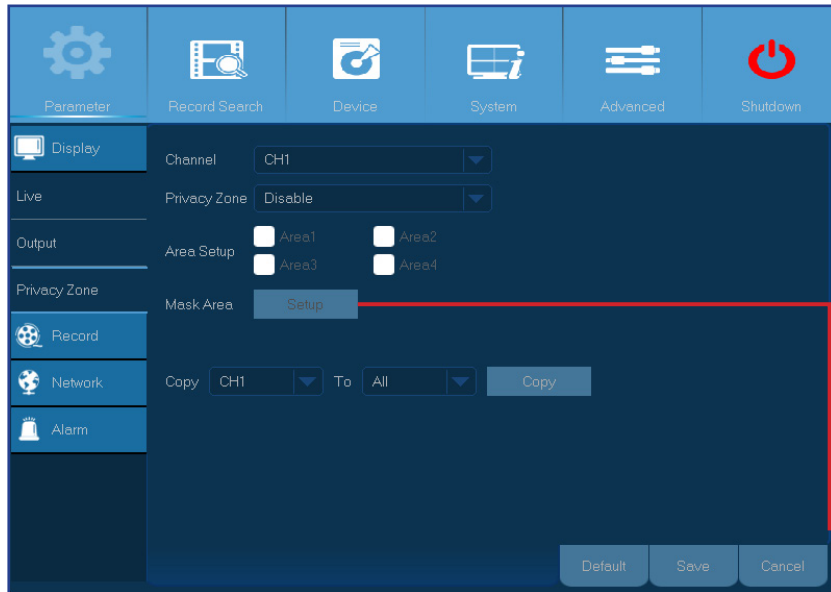 Parameter Record Search Device System Advanced Shutdown
Display
Live
Output
Privacy Zone
Record
Network
Alarm
Channel CH1
Privacy Zone Disable
Area Setup Area1 Area2
Area3 Area4
Mask Area Setup
Copy CH1 To All Copy
Default Save Cancel